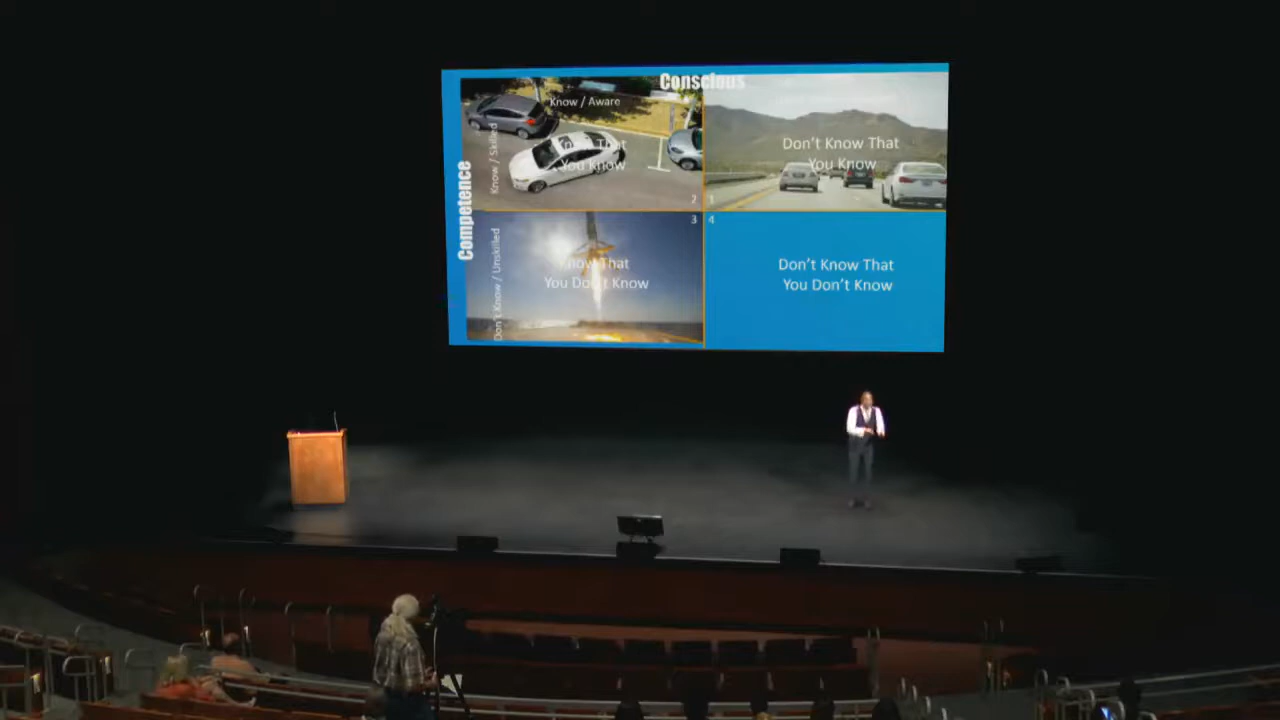 Conscious
Know / Aware
Competence
Know / Skilled
Know That
You Know
2
Don't Know That
You Know
1
Don't Know / Unskilled
Know That
You Don't Know
3
4
Don't Know That
You Don't Know